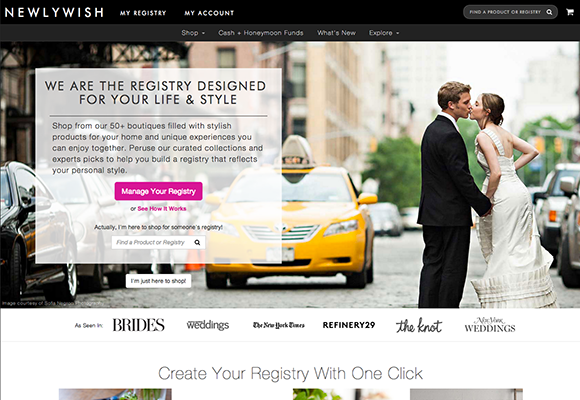 NEWLYWISH MY REGISTRY MY ACCOUNT FIND A PRODUCT OR REGISTRY
Shop Cash + Honeymoon Funds What's New Explore
WE ARE THE REGISTRY DESIGNED
FOR YOUR LIFE & STYLE
Shop from our 50+ boutiques filled with stylish
products for your home and unique experiences you
can enjoy together. Peruse our curated collections and
experts picks to help you build a registry that reflects
your personal style.
Manage Your Registry
or See How It Works
Actually, I'm here to shop for someone's registry!
Find a Product or Registry
I'm just here to shop!
Image courtesy of Sofia Negron
As Seen In: BRIDES weddings The New York Times REFINERY29 the knot New York WEDDINGS
Create Your Registry With One Click